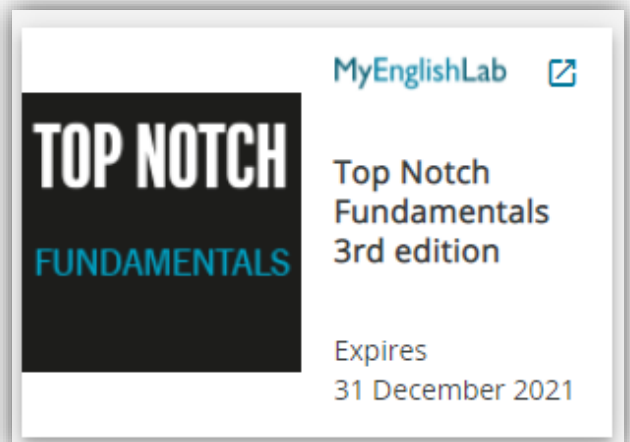 TOP NOTCH
FUNDAMENTALS
MyEnglishLab
Top Notch
Fundamentals
3rd edition
Expires
31 December 2021